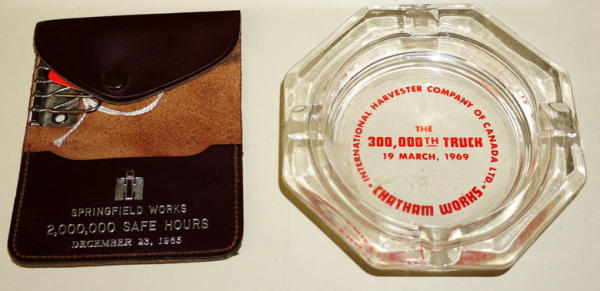 SPRINGFIELD WORKS
2,000,000 SAFE HOURS
DECEMBER 23, 1965
INTERNATIONAL HARVESTER COMPANY OF CANADA LTD.
THE
300,000TH TRUCK
19 MARCH, 1969
• CHATHAM WORKS •